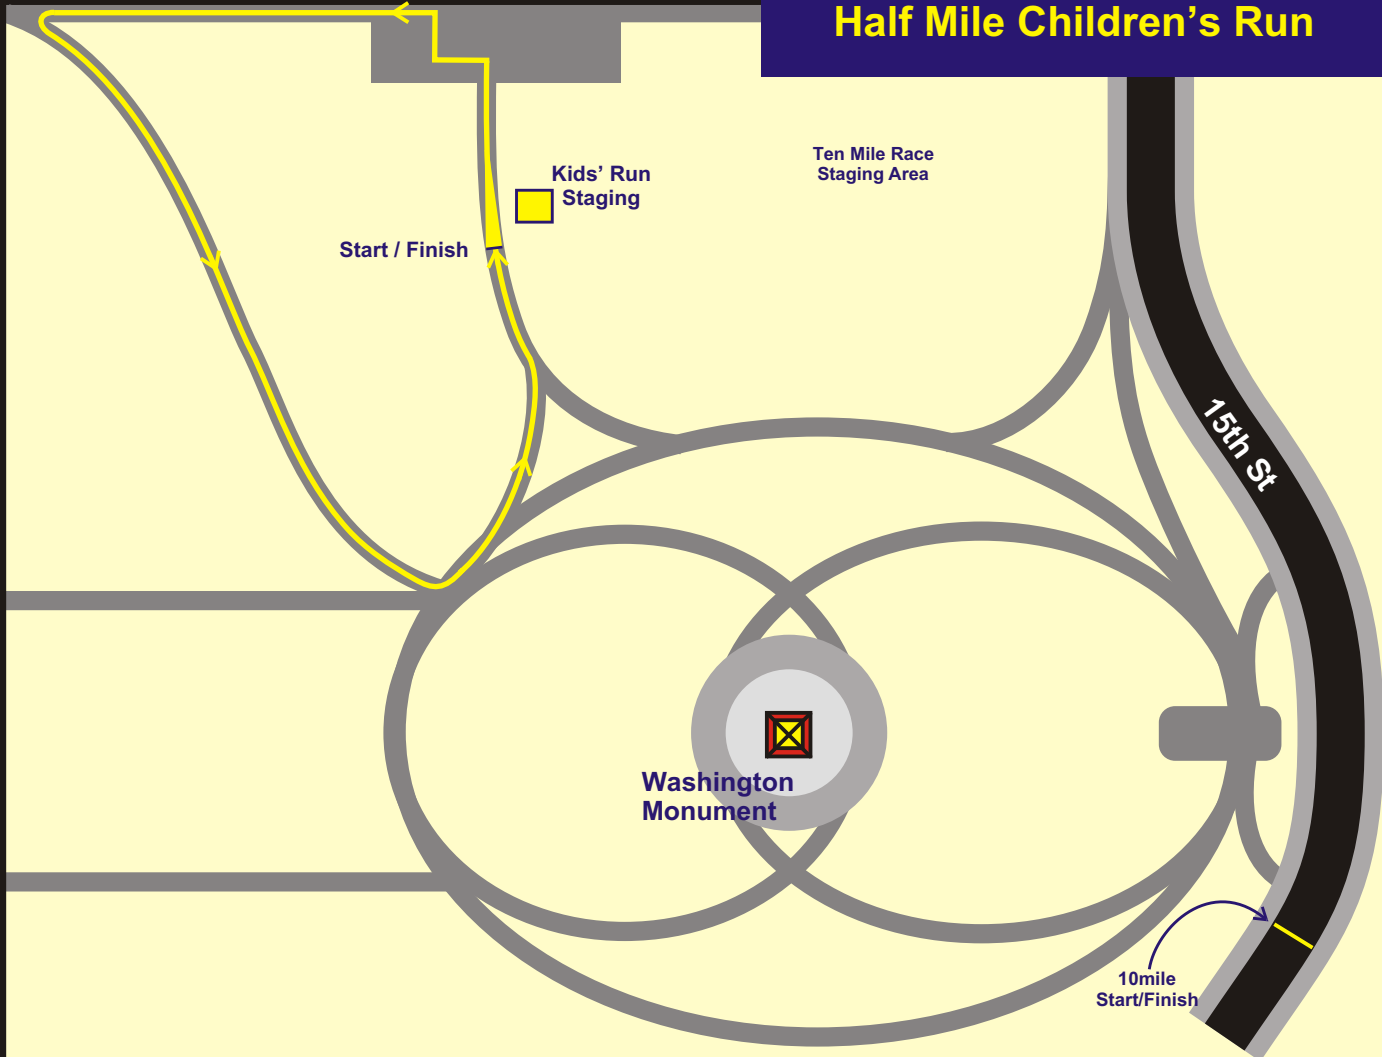 Half Mile Children’s Run
Ten Mile Race
Staging Area
Kids’ Run
Staging
Start / Finish
15th St
Washington
Monument
10mile
Start/Finish